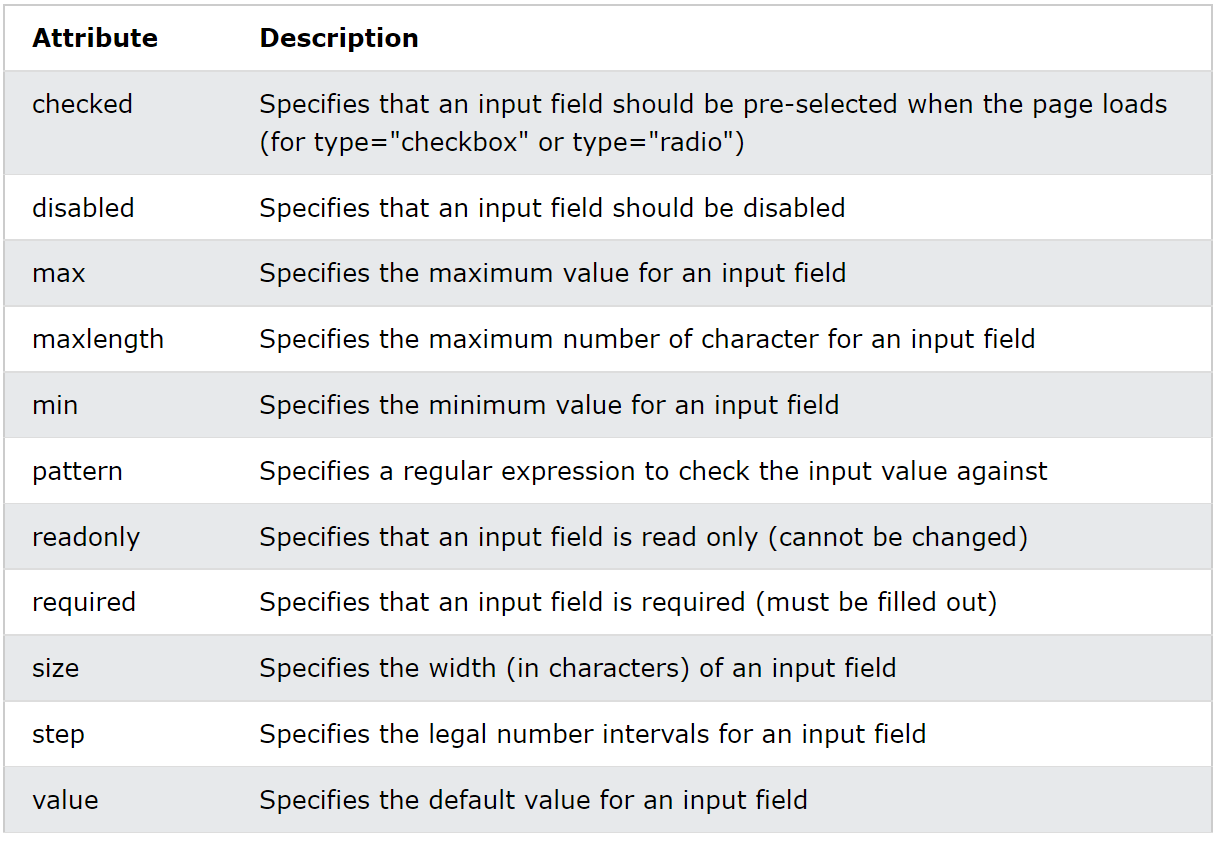 Attribute Description
checked Specifies that an input field should be pre-selected when the page loads
(for type="checkbox" or type="radio")
disabled Specifies that an input field should be disabled
max Specifies the maximum value for an input field
maxlength Specifies the maximum number of character for an input field
min Specifies the minimum value for an input field
pattern Specifies a regular expression to check the input value against
readonly Specifies that an input field is read only (cannot be changed)
required Specifies that an input field is required (must be filled out)
size Specifies the width (in characters) of an input field
step Specifies the legal number intervals for an input field
value Specifies the default value for an input field